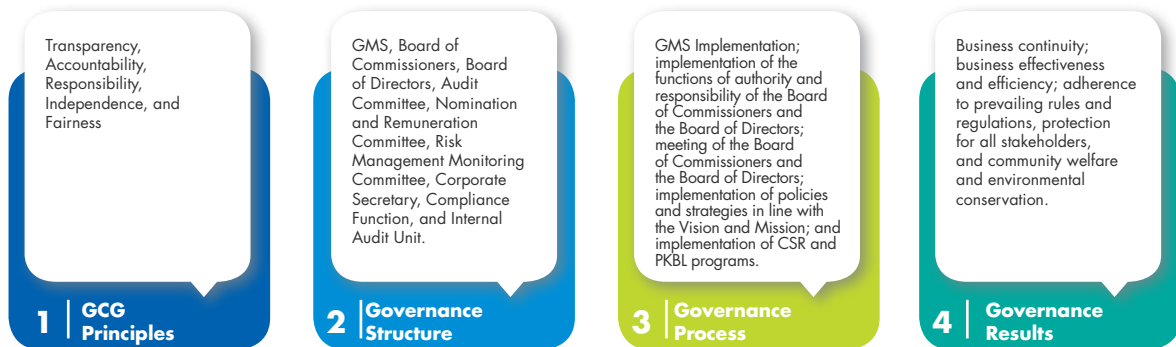 Transparency,
Accountability,
Responsibility,
Independence, and
Fairness
1
GCG
Principles
GMS, Board of
Commissioners, Board
of Directors, Audit
Committee, Nomination
and Remuneration
Committee, Risk
Management Monitoring
Committee, Corporate
Secretary, Compliance
Function, and Internal
Audit Unit.
2
Governance
Structure
GMS Implementation;
implementation of the
functions of authority and
responsibility of the Board
of Commissioners and
the Board of Directors;
meeting of the Board
of Commissioners and
the Board of Directors;
implementation of policies
and strategies in line with
the Vision and Mission; and
implementation of CSR and
PKBL programs.
3
Governance
Process
Business continuity;
business effectiveness
and efficiency; adherence
to prevailing rules and
regulations, protection
for all stakeholders,
and community welfare
and environmental
conservation.
4
Governance
Results